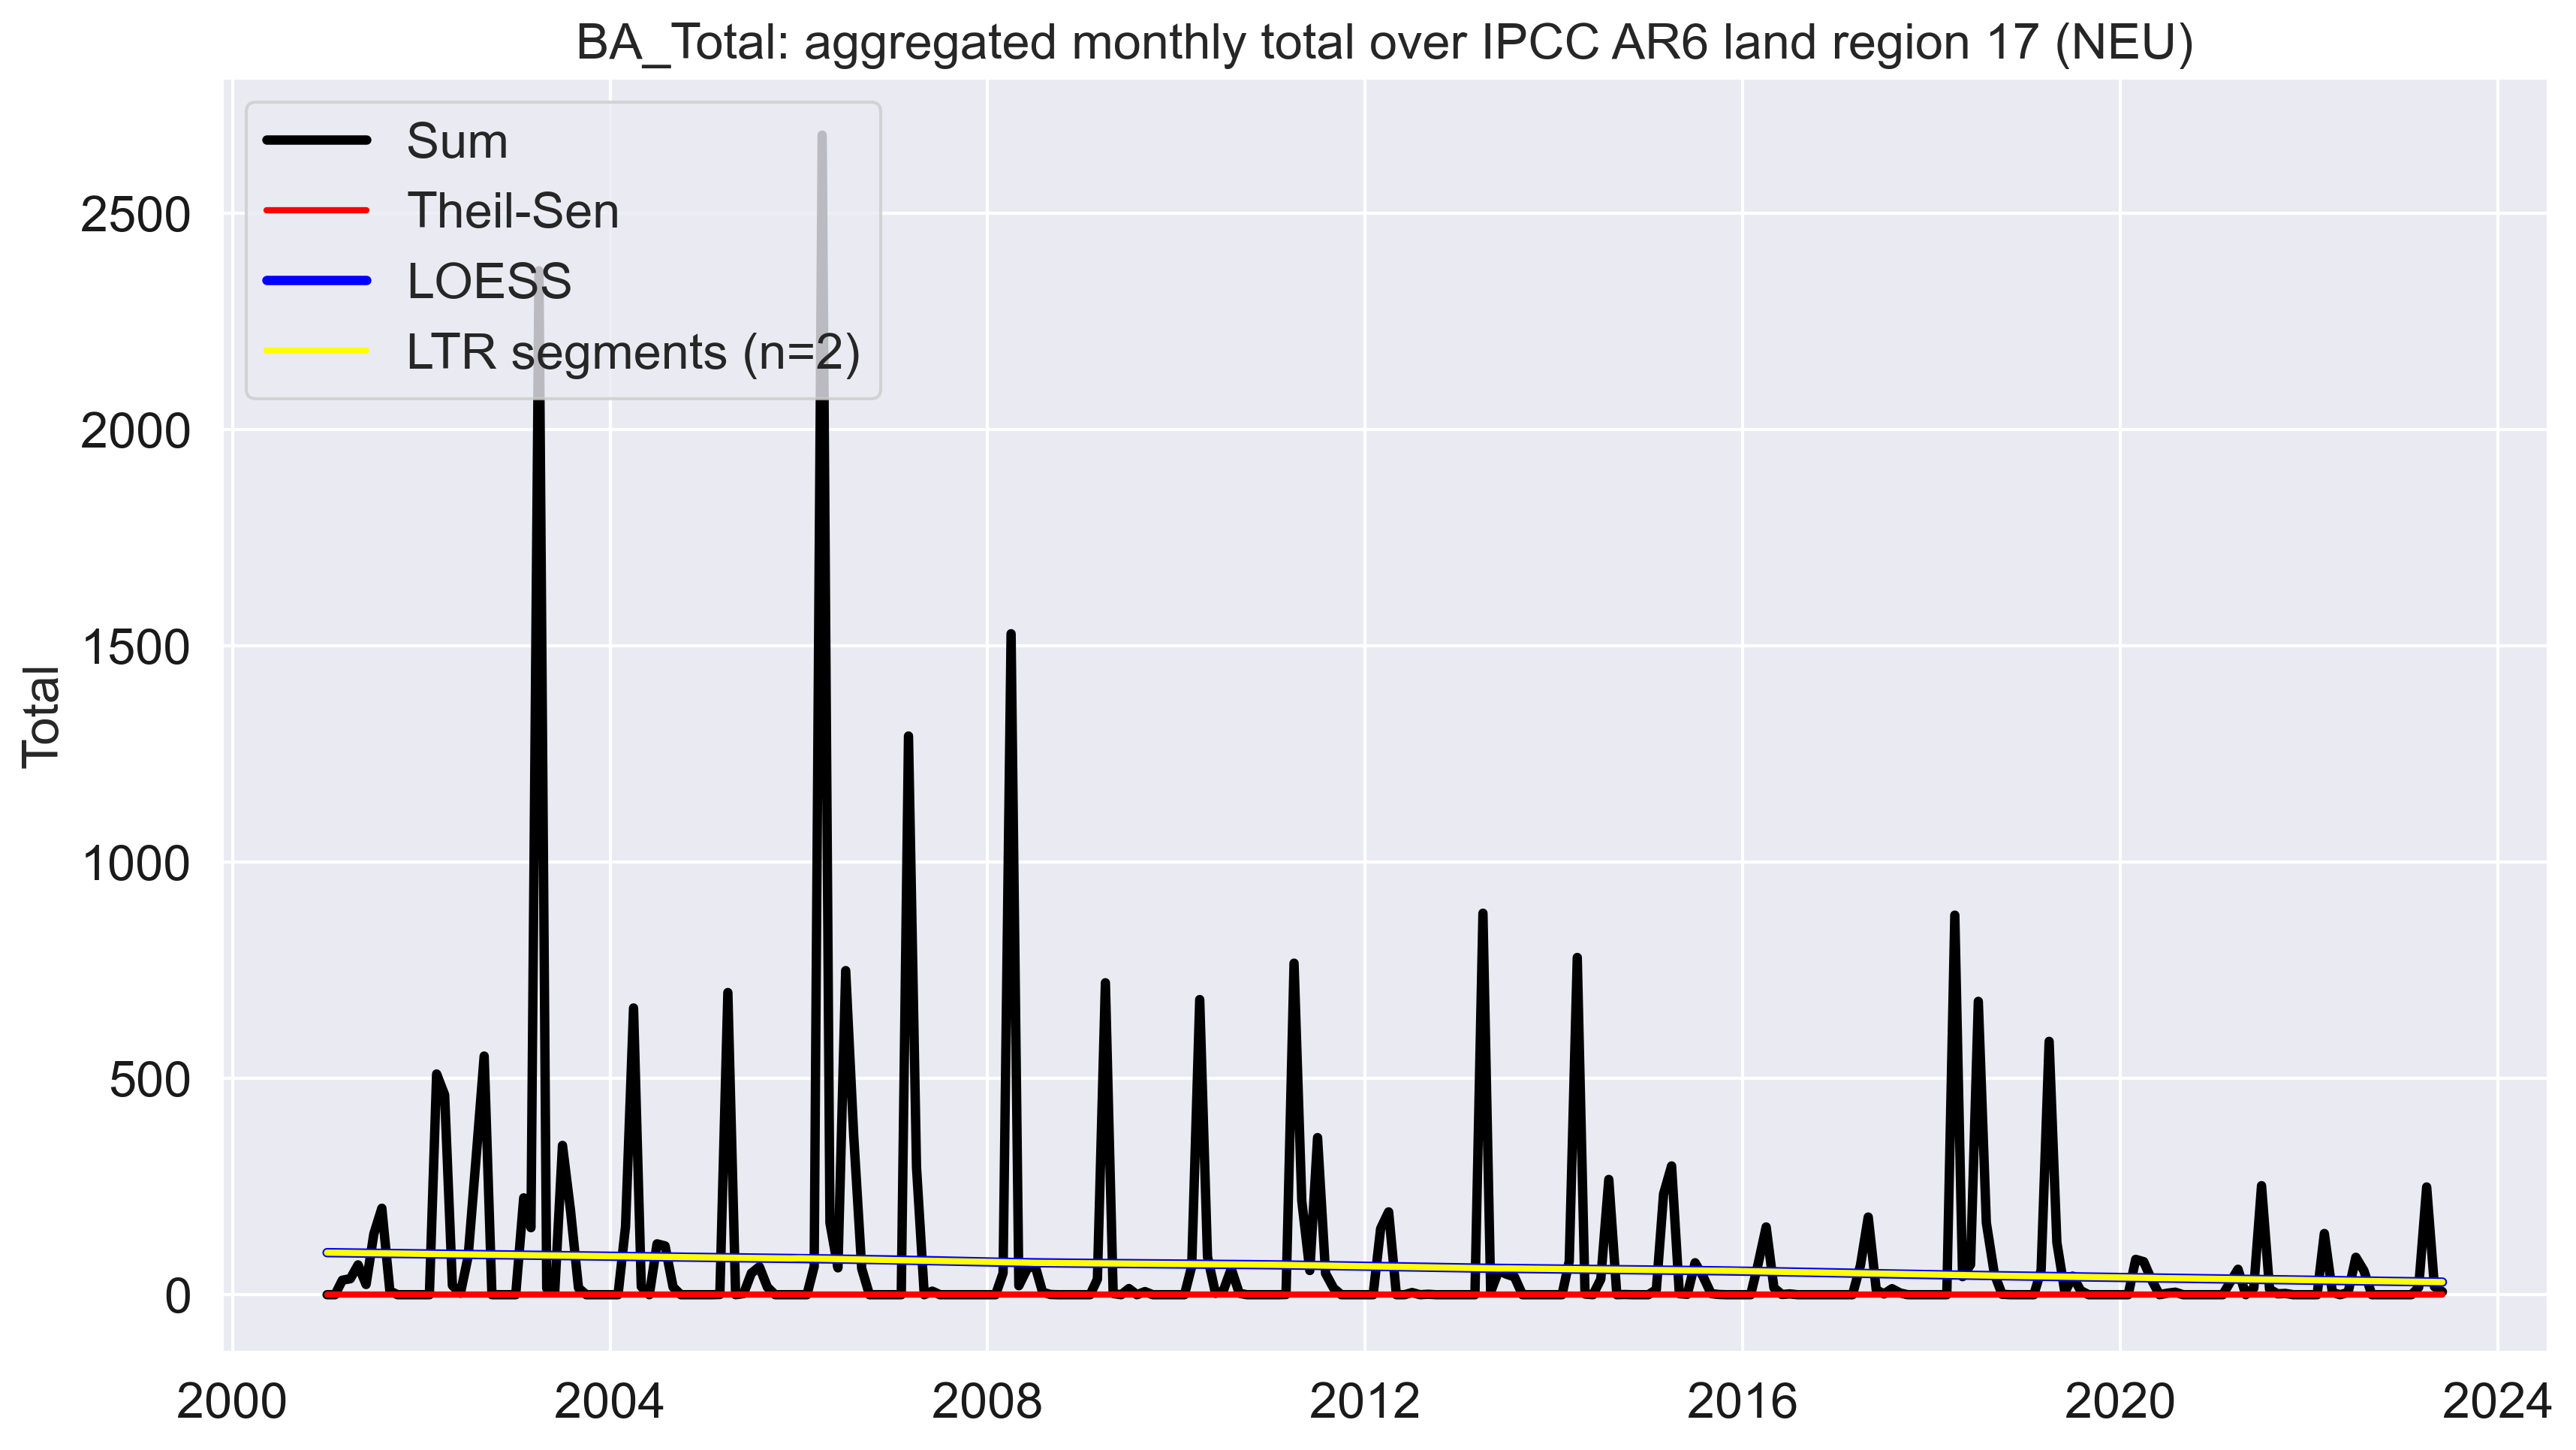 BA_Total: aggregated monthly total over IPCC AR6 land region 17 (NEU)
Sum
Theil-Sen
LOESS
LTR segments (n=2)
Total
2500
2000
1500
1000
500
0
2000 2004 2008 2012 2016 2020 2024